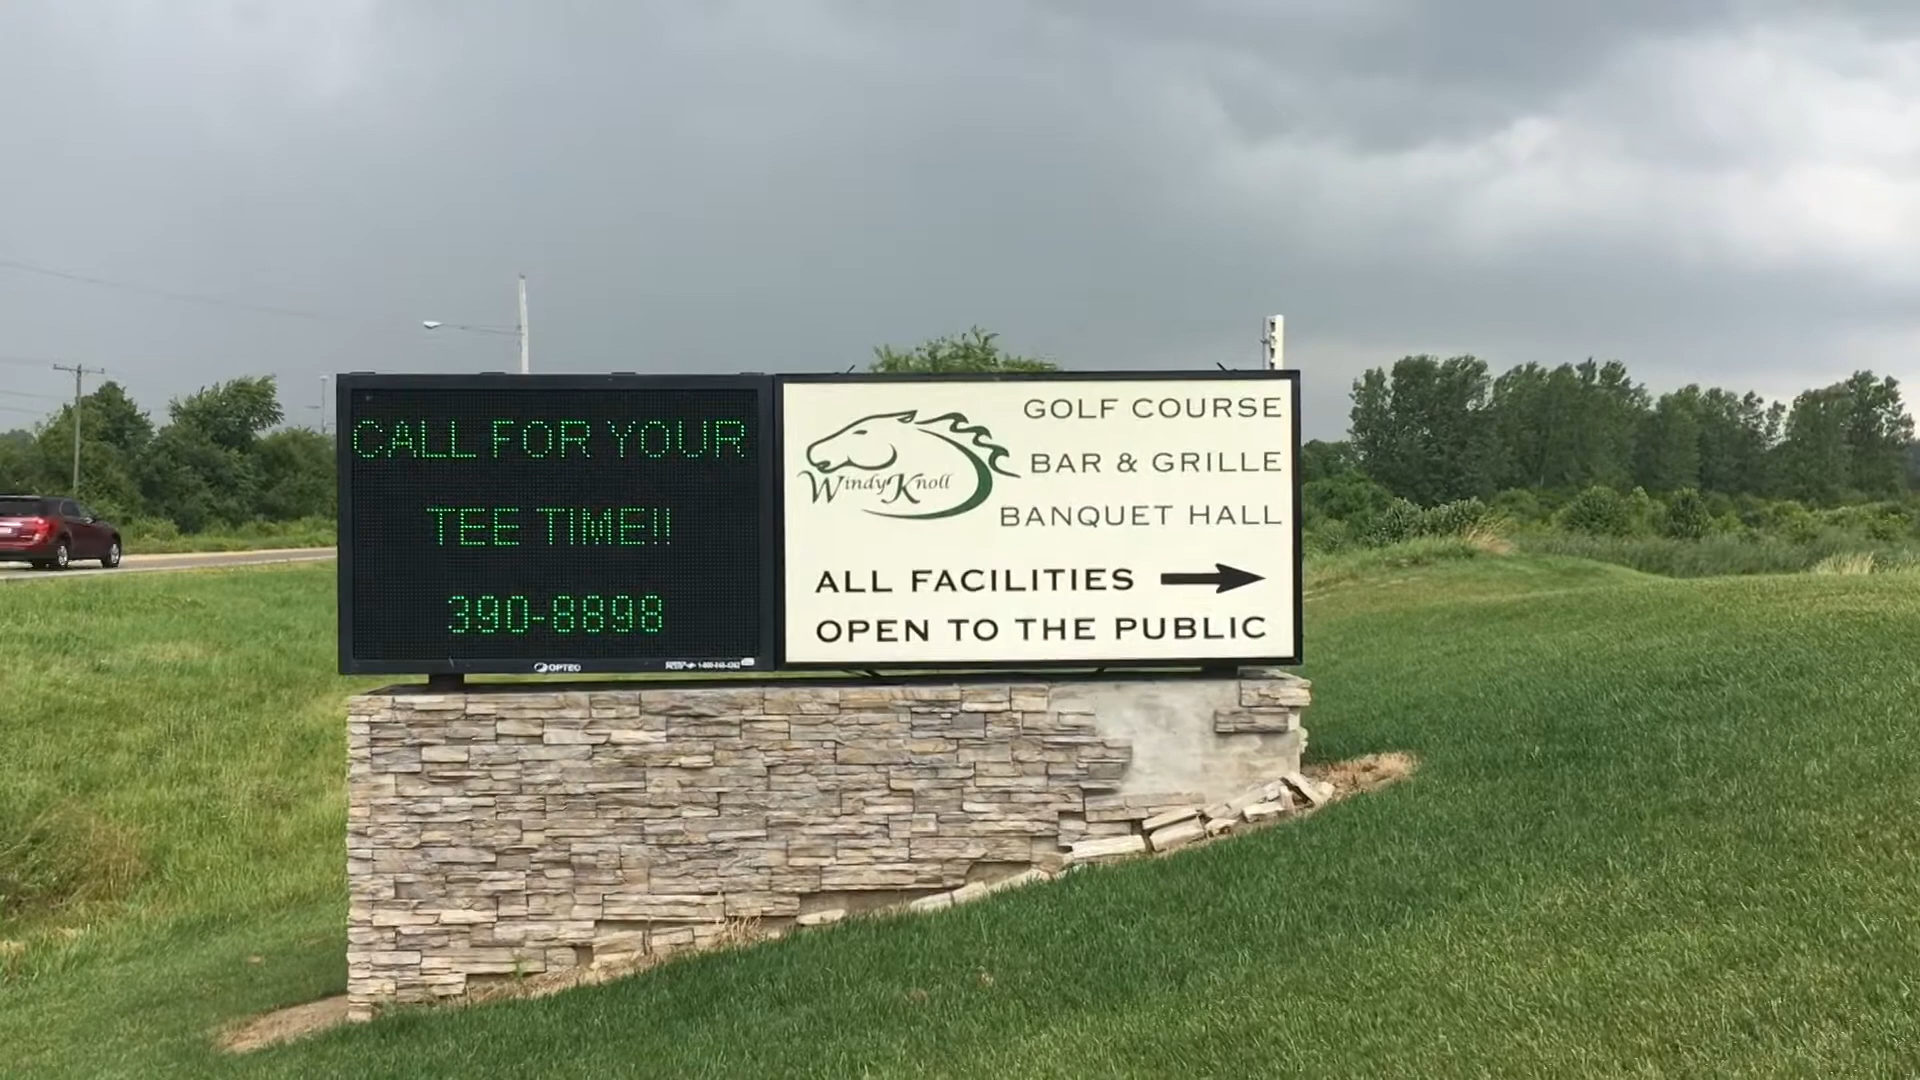 CALL FOR YOUR
TEE TIME!!
390-8898
OPTEC
Windy Knoll
GOLF COURSE
BAR & GRILLE
BANQUET HALL
ALL FACILITIES
OPEN TO THE PUBLIC